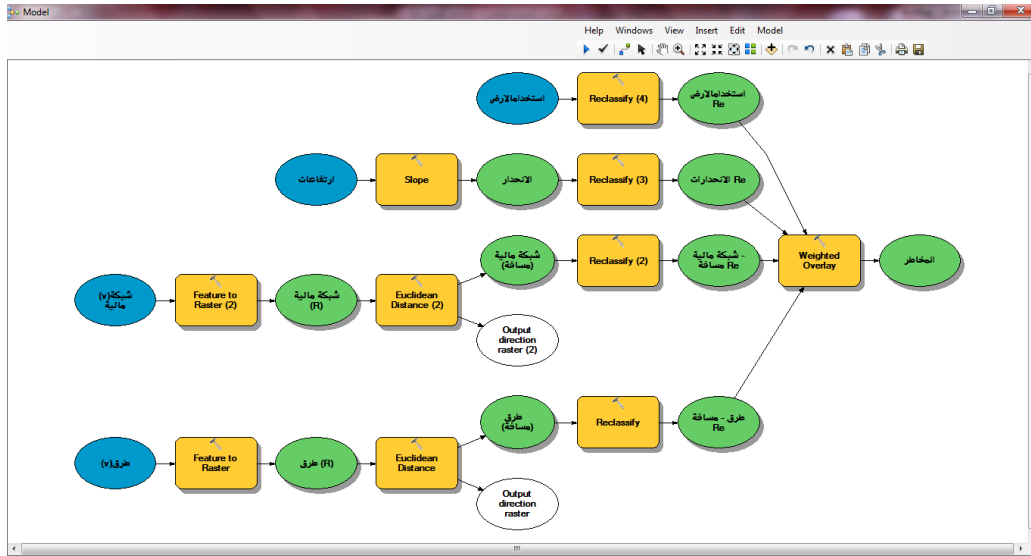 Model
Help Windows View Insert Edit Model
استخدامالارض
Reclassify (4)
استخدامالارض
Re
ارتفاعات
Slope
الانحدار
Reclassify (3)
الانحدارات Re
شبكة(v)
مالية
Feature to
Raster (2)
شبكة مالية
(R)
Euclidean
Distance (2)
شبكة مالية
(مسافة)
Reclassify (2)
شبكة مالية -
مسافة Re
Weighted
Overlay
المخاطر
Output
direction
raster (2)
طرق(v)
Feature to
Raster
طرق (R)
Euclidean
Distance
طرق
(مسافة)
Reclassify
طرق - مسافة
Re
Output
direction
raster